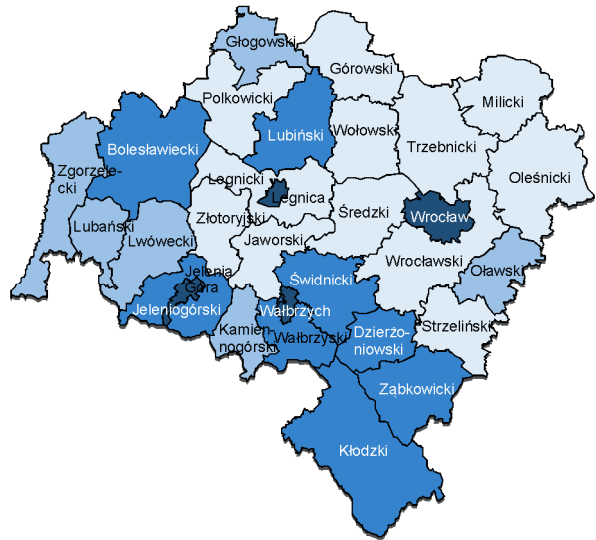 Głogowski
Górowski
Polkowicki
Milicki
Lubiński
Wołowski
Trzebnicki
Bolesławiecki
Zgorzele-
cki
Legnicki
Oleśnicki
Legnica
Złotoryjski
Średzki
Wrocław
Lubański
Lwówecki
Jaworski
Wrocławski
Oławski
Jelenia
Góra
Świdnicki
Jeleniogórski
Wałbrzych
Strzeliński
Kamien-
nogórski
Wałbrzyski
Dzierżo-
niowski
Ząbkowicki
Kłodzki